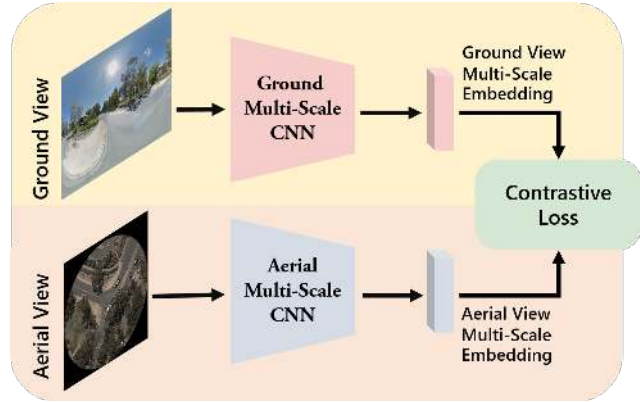 Ground View
Ground
Multi-Scale
CNN
Ground View
Multi-Scale
Embedding
Contrastive
Loss
Aerial View
Aerial
Multi-Scale
CNN
Aerial View
Multi-Scale
Embedding